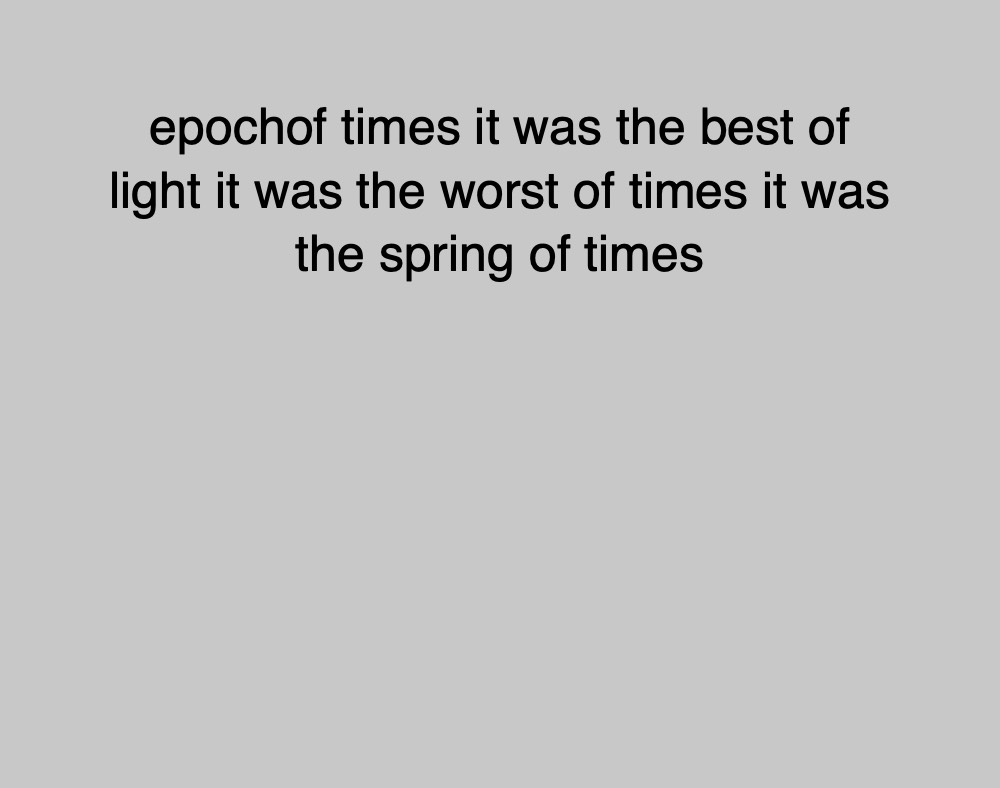 epochof times it was the best of
light it was the worst of times it was
the spring of times